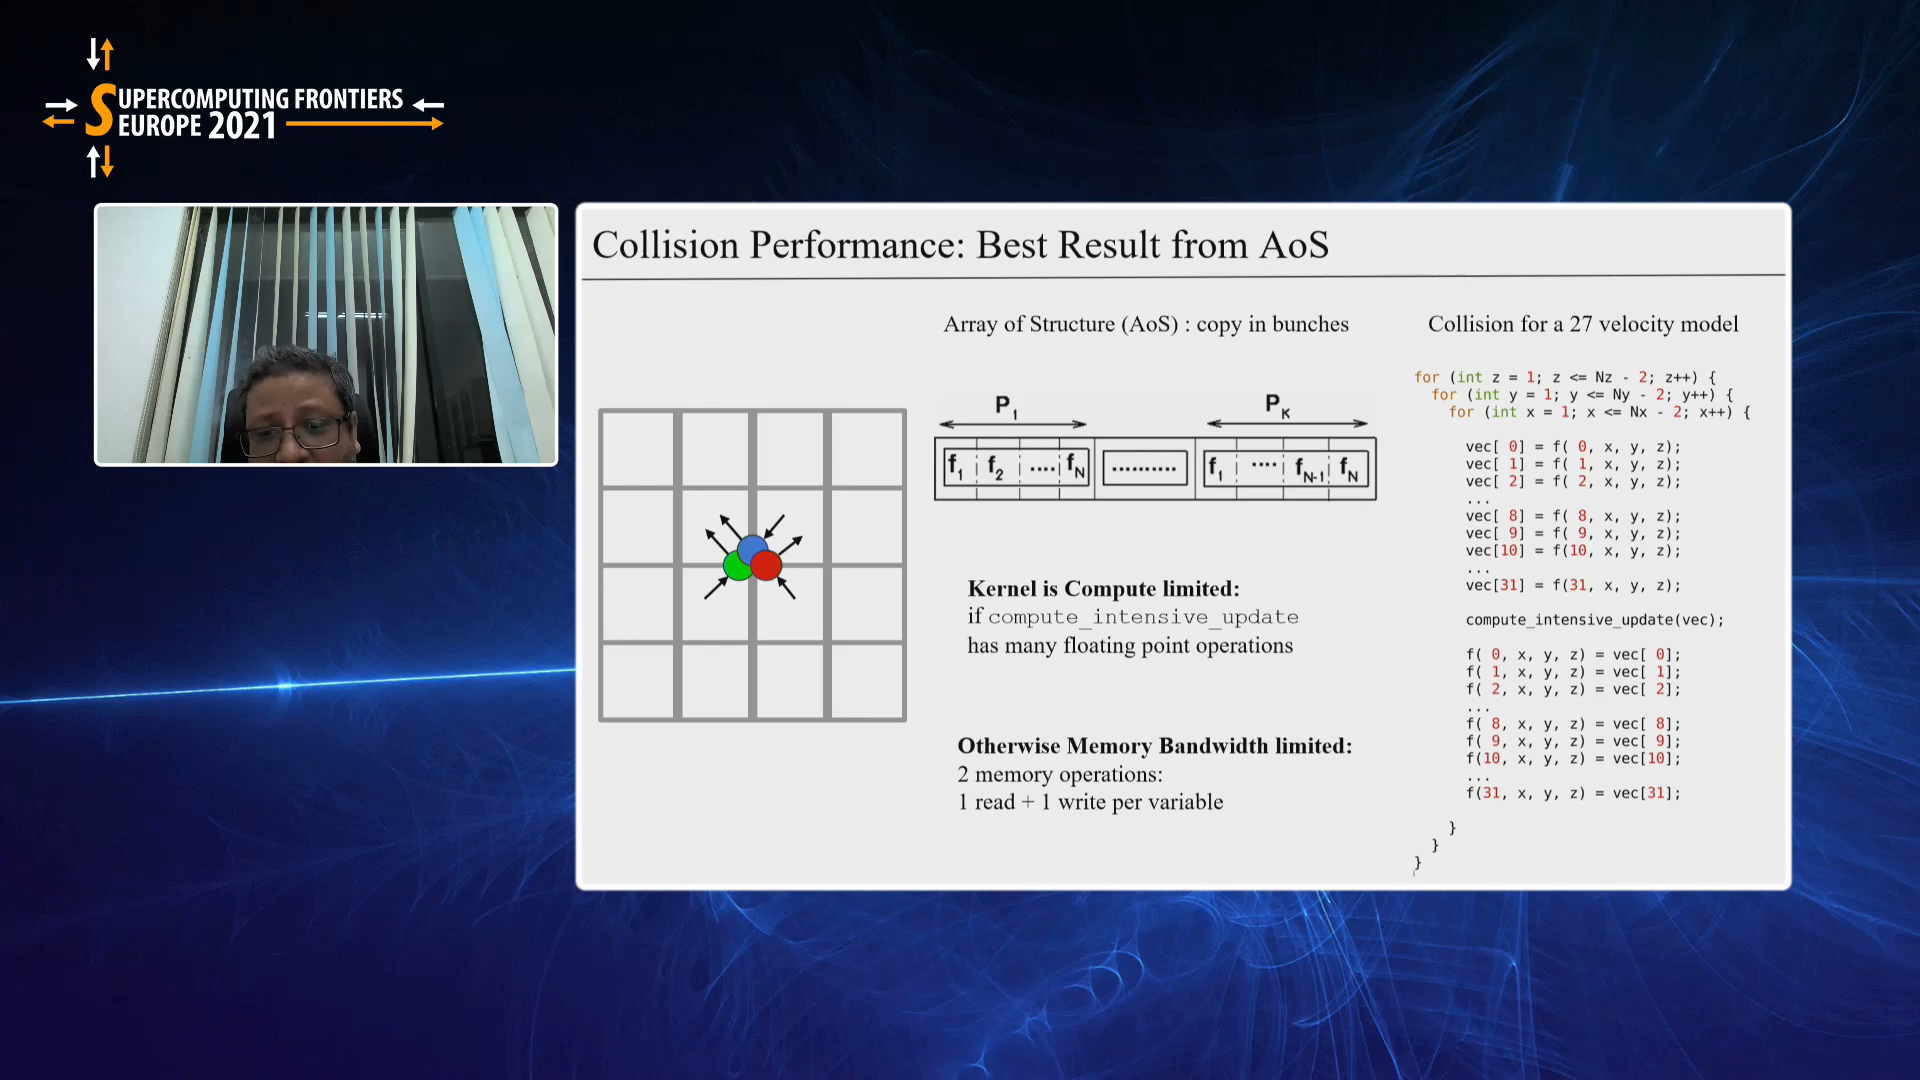 SUPERCOMPUTING FRONTIERS
EUROPE 2021
Collision Performance: Best Result from AoS
Array of Structure (AoS) : copy in bunches
P1
PK
f1 f2 .... fN
..........
f1 .... fN-1 fN
Kernel is Compute limited:
if compute_intensive_update
has many floating point operations
Otherwise Memory Bandwidth limited:
2 memory operations:
1 read + 1 write per variable
Collision for a 27 velocity model
for (int z = 1; z <= Nz - 2; z++) {
for (int y = 1; y <= Ny - 2; y++) {
for (int x = 1; x <= Nx - 2; x++) {
vec[ 0] = f( 0, x, y, z);
vec[ 1] = f( 1, x, y, z);
vec[ 2] = f( 2, x, y, z);
...
vec[ 8] = f( 8, x, y, z);
vec[ 9] = f( 9, x, y, z);
vec[10] = f(10, x, y, z);
...
vec[31] = f(31, x, y, z);
compute_intensive_update(vec);
f( 0, x, y, z) = vec[ 0];
f( 1, x, y, z) = vec[ 1];
f( 2, x, y, z) = vec[ 2];
...
f( 8, x, y, z) = vec[ 8];
f( 9, x, y, z) = vec[ 9];
f(10, x, y, z) = vec[10];
...
f(31, x, y, z) = vec[31];
}
}
}